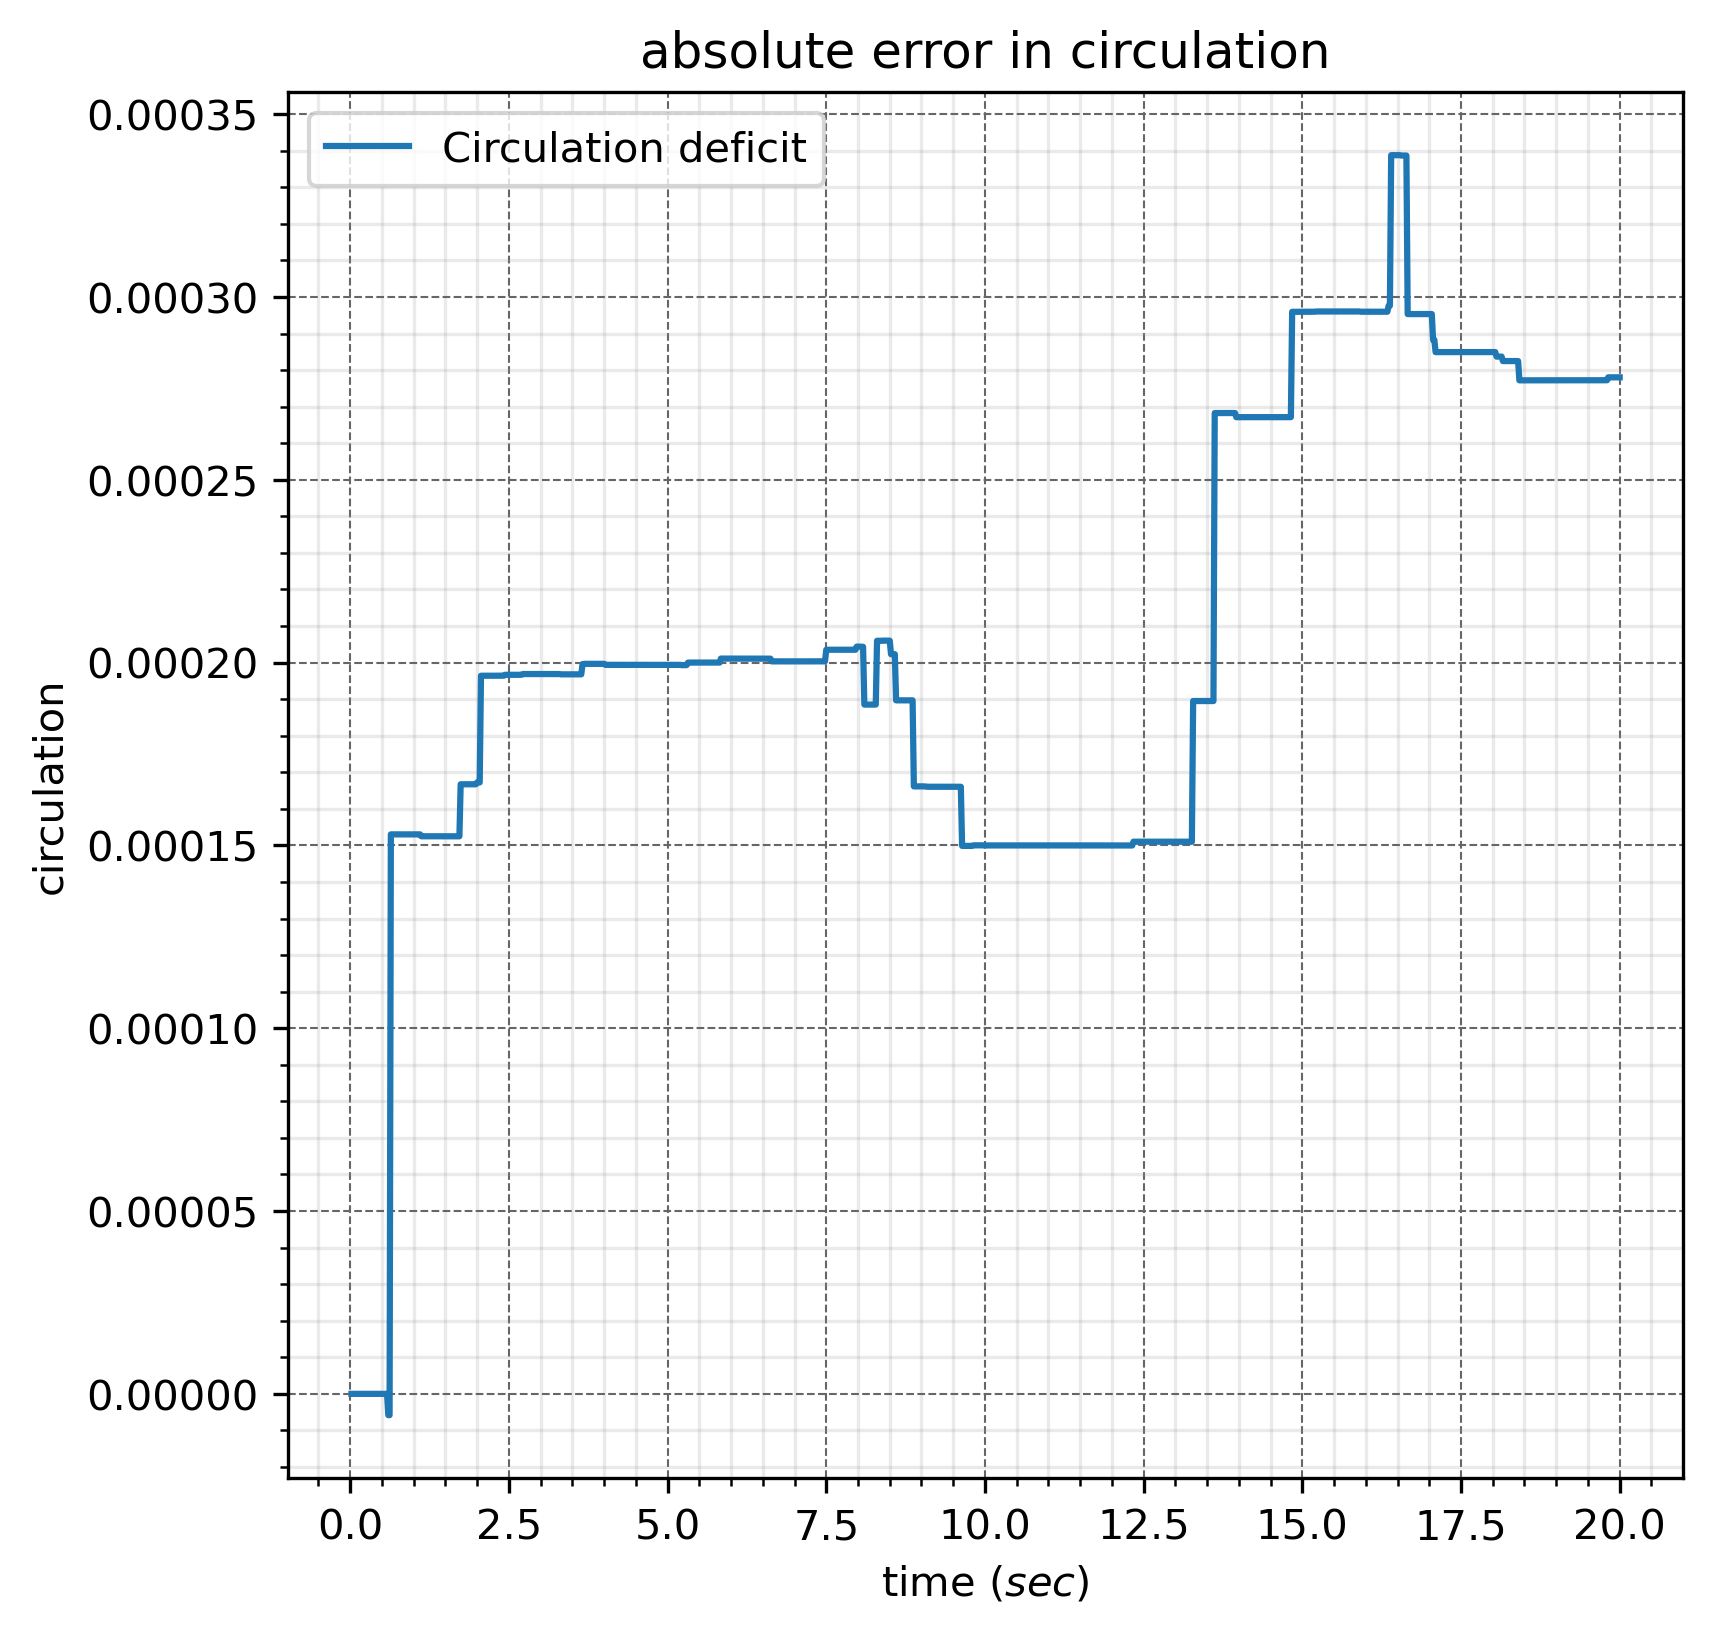 absolute error in circulation
Circulation deficit
0.00035
0.00030
0.00025
0.00020
0.00015
0.00010
0.00005
0.00000
circulation
0.0 2.5 5.0 7.5 10.0 12.5 15.0 17.5 20.0
time (sec)